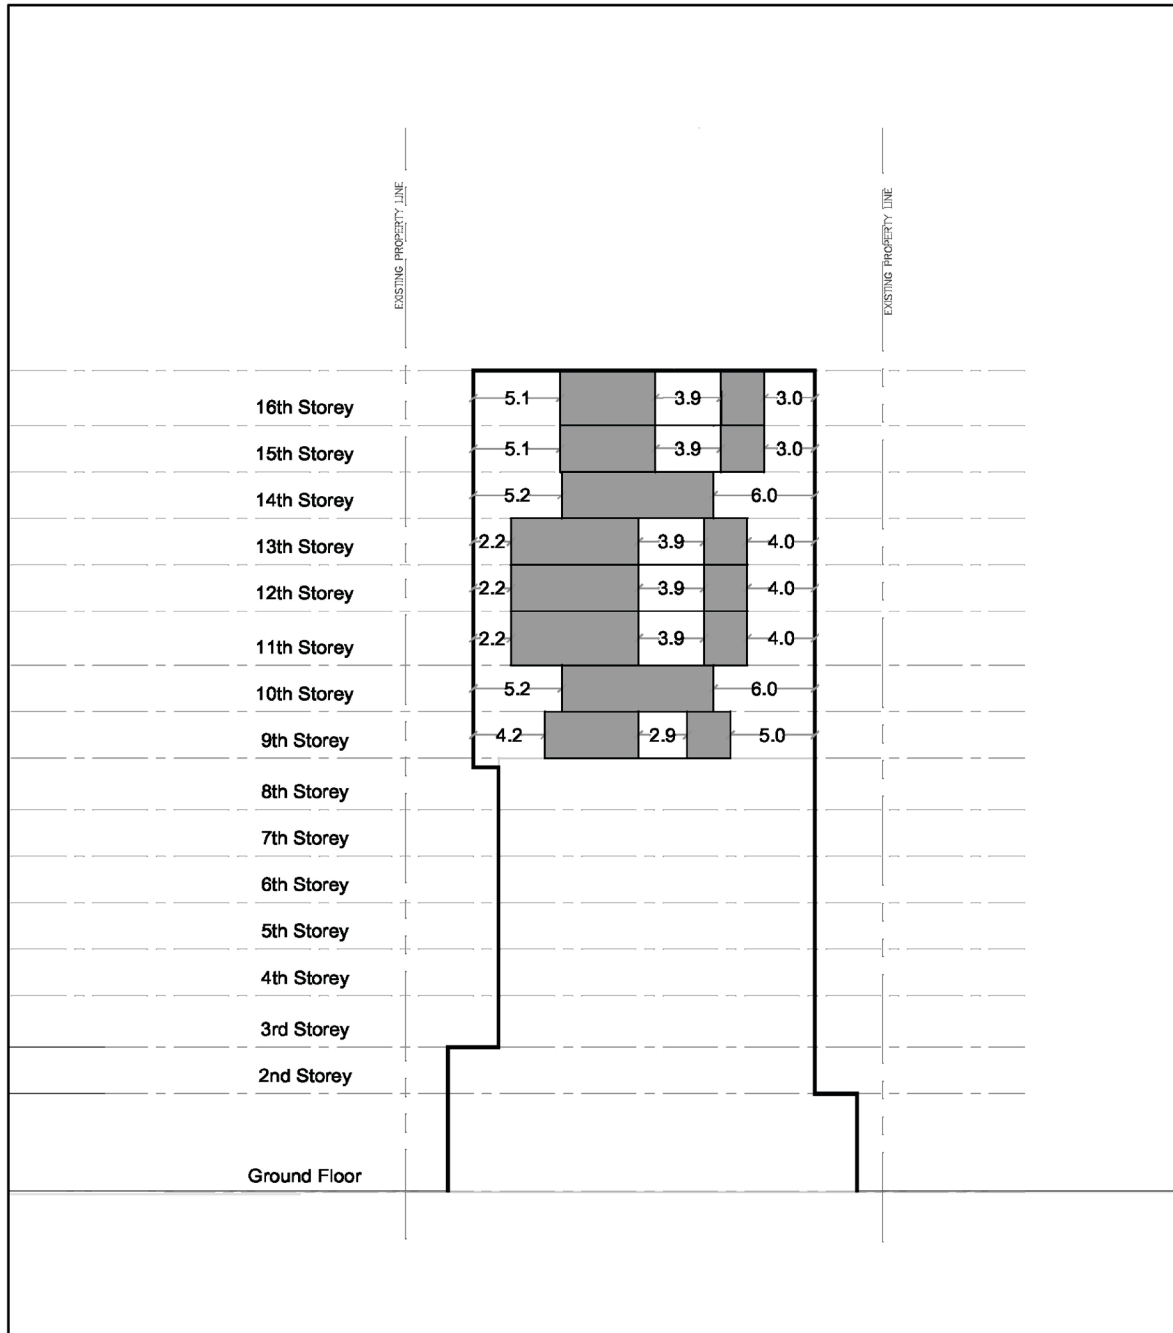 EXISTING PROPERTY LINE
EXISTING PROPERTY LINE
16th Storey 5.1 3.9 3.0
15th Storey 5.1 3.9 3.0
14th Storey 5.2 6.0
13th Storey 2.2 3.9 4.0
12th Storey 2.2 3.9 4.0
11th Storey 2.2 3.9 4.0
10th Storey 5.2 6.0
9th Storey 4.2 2.9 5.0
8th Storey
7th Storey
6th Storey
5th Storey
4th Storey
3rd Storey
2nd Storey
Ground Floor